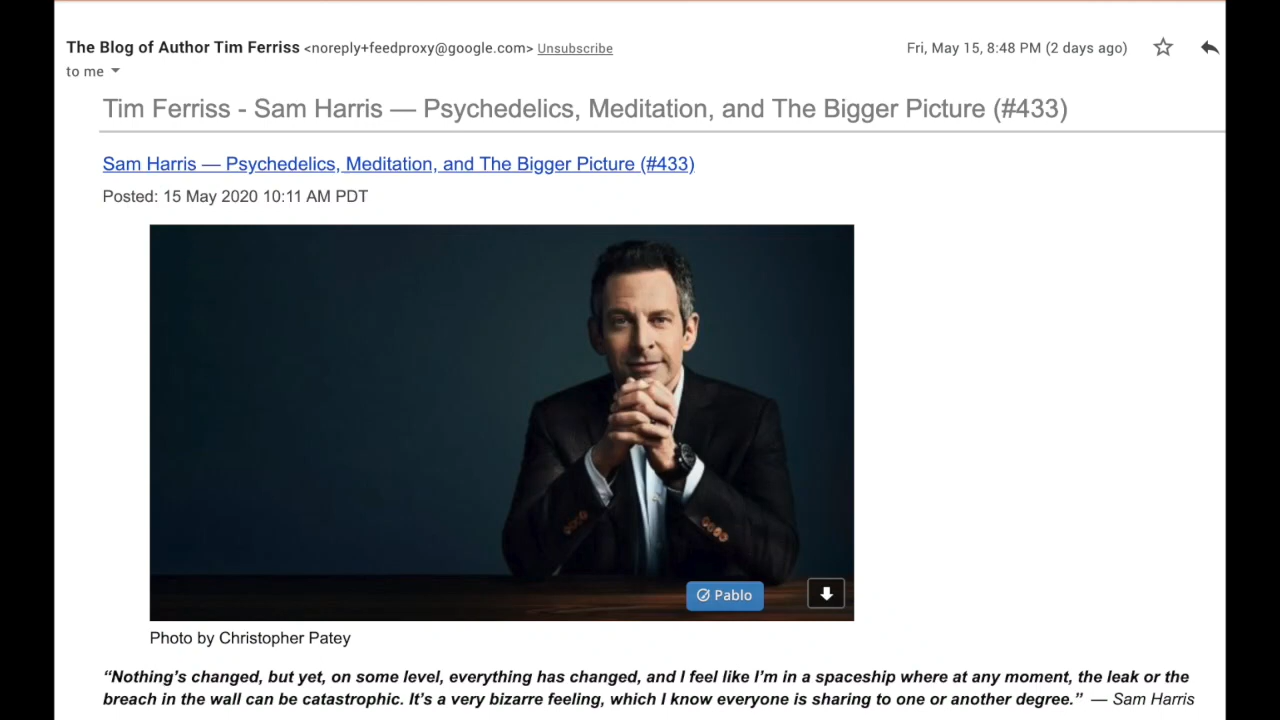 The Blog of Author Tim Ferriss <noreply+feedproxy@google.com> Unsubscribe
Fri, May 15, 8:48 PM (2 days ago)
to me
Tim Ferriss - Sam Harris — Psychedelics, Meditation, and The Bigger Picture (#433)
Sam Harris — Psychedelics, Meditation, and The Bigger Picture (#433)
Posted: 15 May 2020 10:11 AM PDT
Pablo
Photo by Christopher Patey
“Nothing’s changed, but yet, on some level, everything has changed, and I feel like I’m in a spaceship where at any moment, the leak or the
breach in the wall can be catastrophic. It’s a very bizarre feeling, which I know everyone is sharing to one or another degree.” — Sam Harris